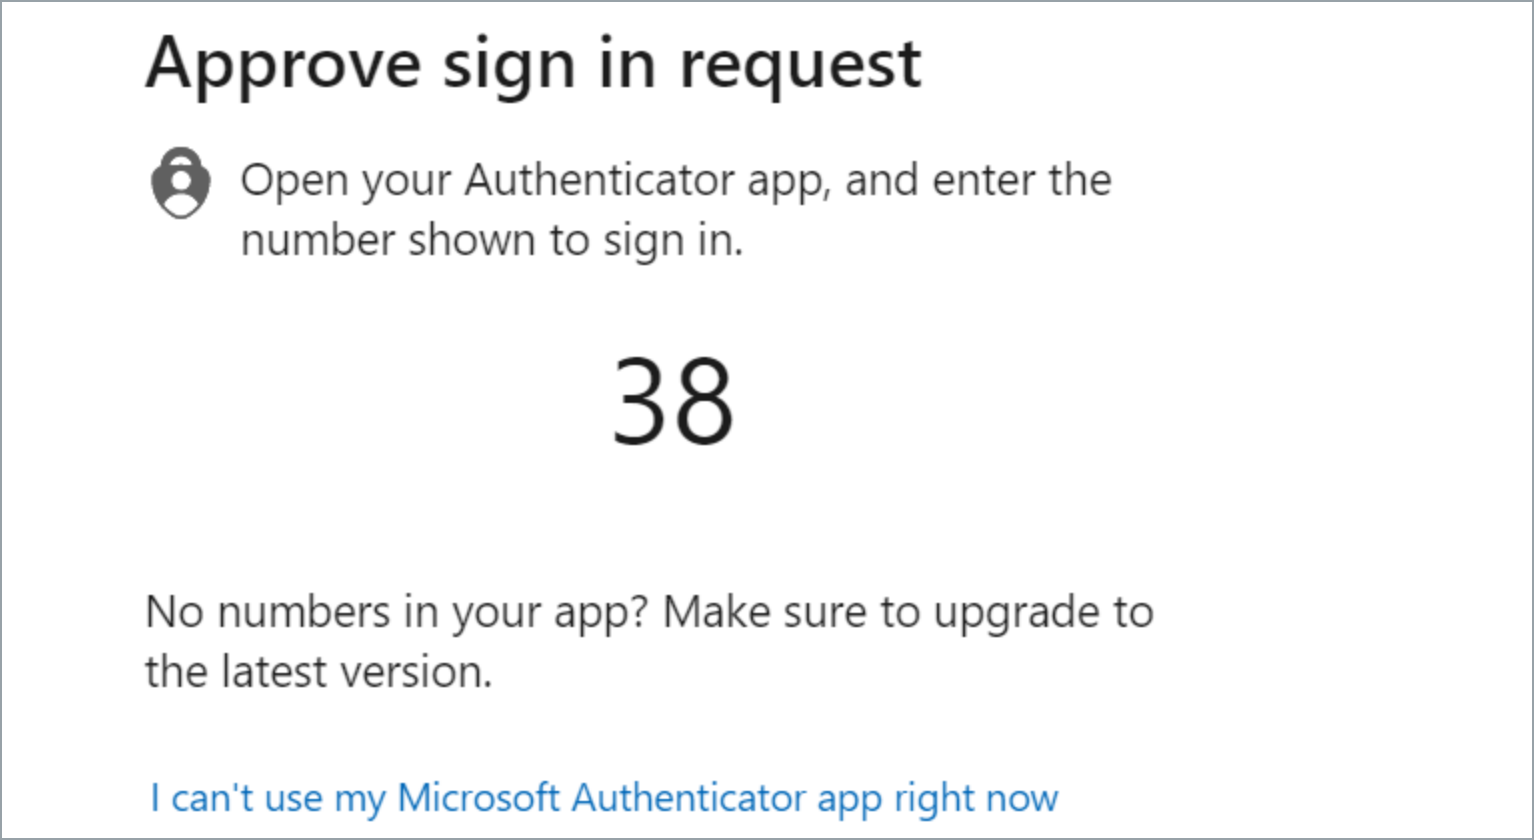 Approve sign in request
Open your Authenticator app, and enter the
number shown to sign in.
38
No numbers in your app? Make sure to upgrade to
the latest version.
I can't use my Microsoft Authenticator app right now